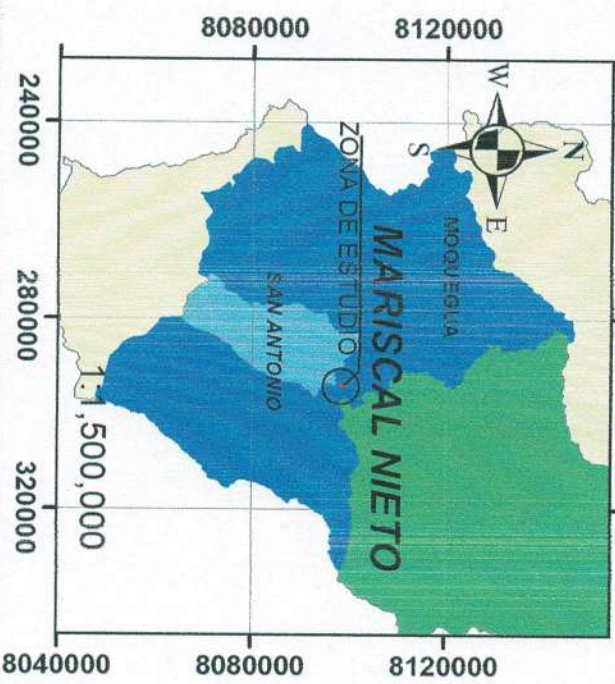 8080000
8120000
240000
280000
320000
8040000
8080000
8120000
N
W
E
S
MOQUEGUA
MARISCAL NIETO
ZONA DE ESTUDIO
SAN ANTONIO
1:1,500,000